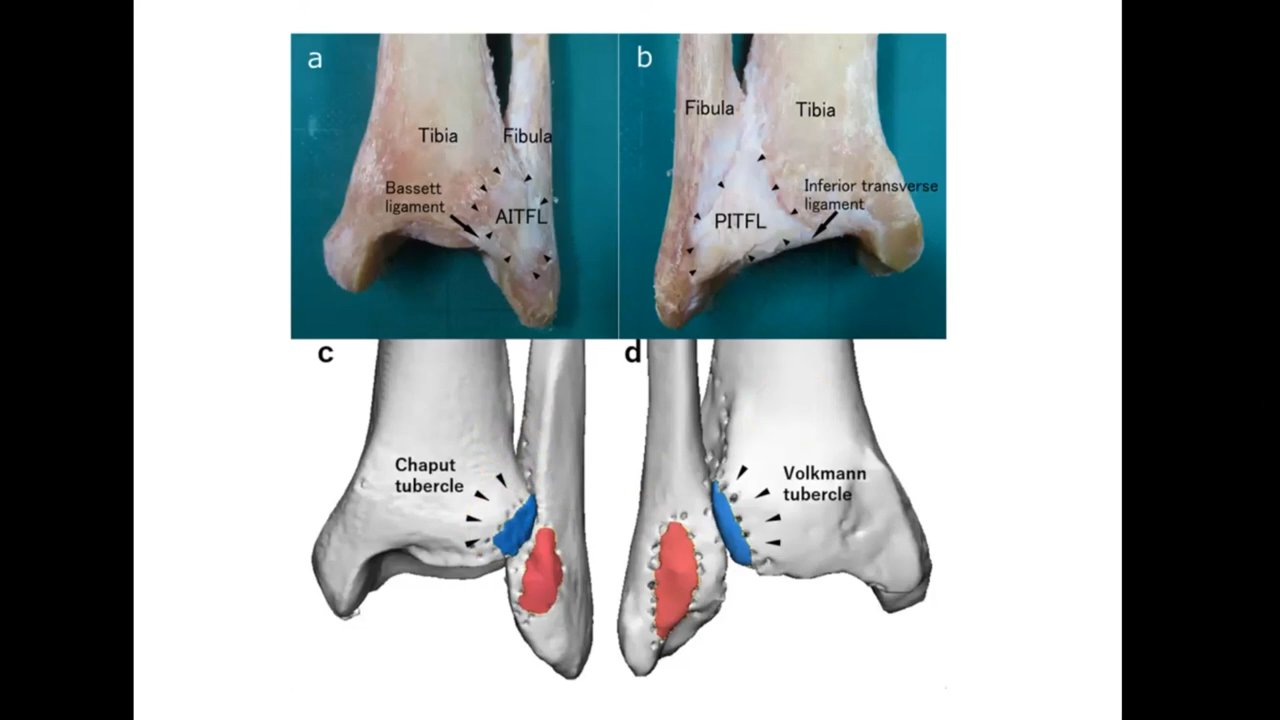 a
Tibia
Fibula
Bassett
ligament
AITFL
b
Fibula
Tibia
Inferior transverse
ligament
PITFL
c
Chaput
tubercle
d
Volkmann
tubercle